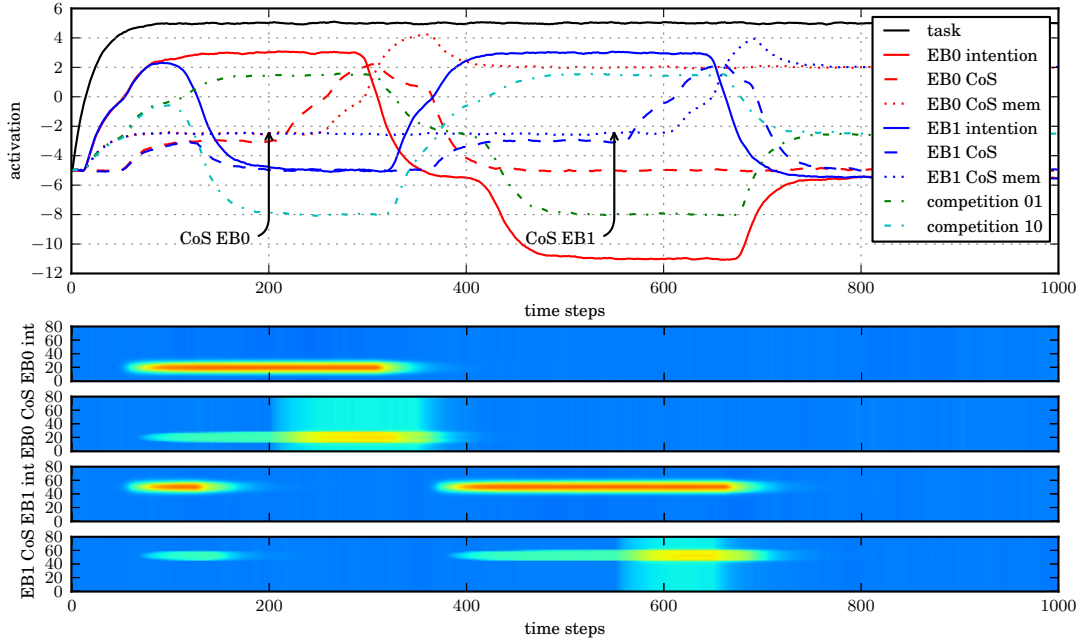 activation
4
2
0
−2
−4
−6
−8
−10
−12
task
EB0 intention
EB0 CoS
EB0 CoS mem
EB1 intention
EB1 CoS
EB1 CoS mem
competition 01
competition 10
CoS EB0
CoS EB1
0 200 400 600 800 1000
time steps
EB0 int
80
60
40
20
0
EB0 CoS
80
60
40
20
0
EB1 int
80
60
40
20
0
EB1 CoS
80
60
40
20
0
0 200 400 600 800 1000
time steps